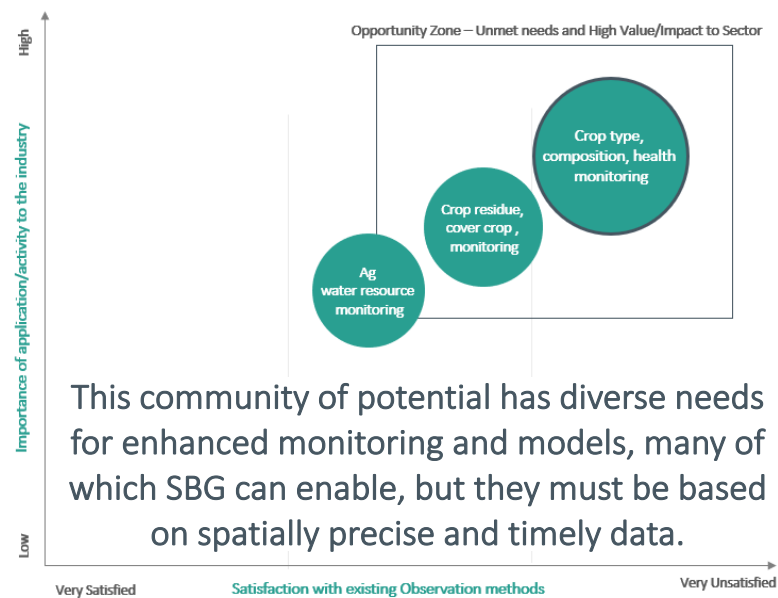 Opportunity Zone – Unmet needs and High Value/Impact to Sector
High
Importance of application/activity to the industry
Low
Crop type,
composition, health
monitoring
Crop residue,
cover crop ,
monitoring
Ag
water resource
monitoring
This community of potential has diverse needs
for enhanced monitoring and models, many of
which SBG can enable, but they must be based
on spatially precise and timely data.
Very Satisfied
Satisfaction with existing Observation methods
Very Unsatisfied